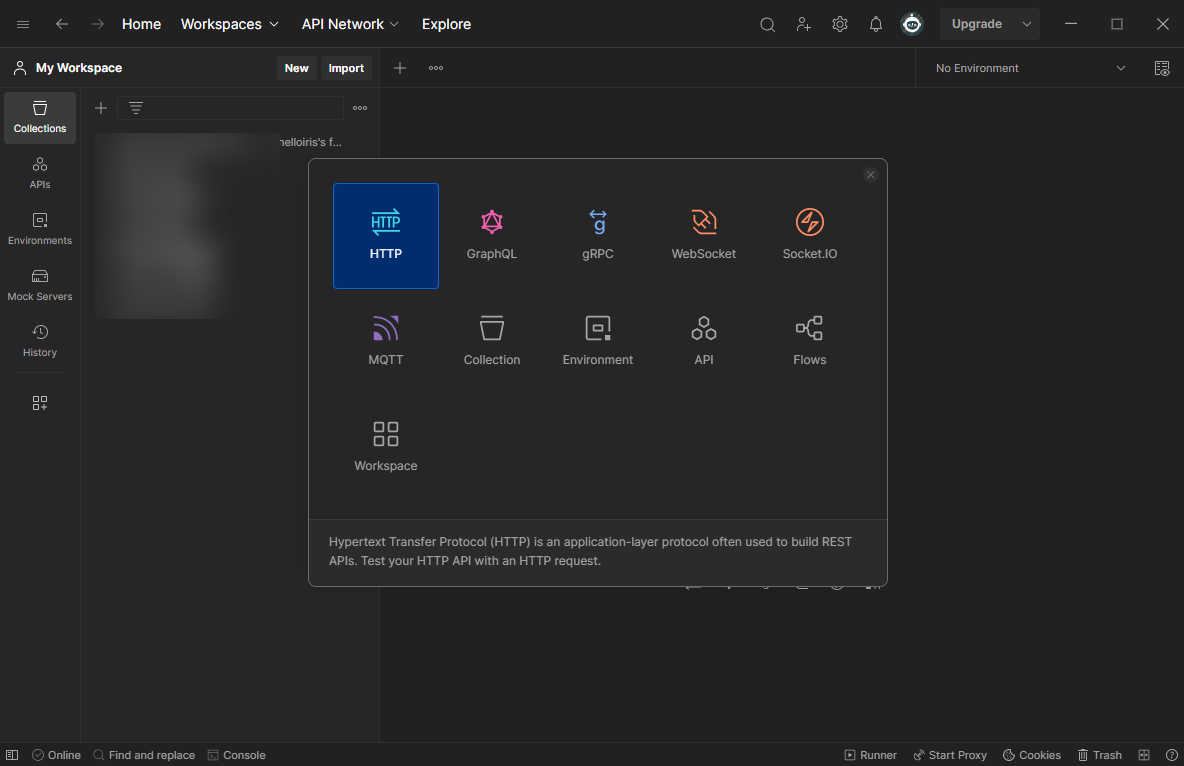 Home Workspaces API Network Explore Upgrade
My Workspace New Import No Environment
Collections
APIs
Environments
Mock Servers
History
helloiris's f...
HTTP
HTTP GraphQL g gRPC WebSocket Socket.IO
MQTT Collection Environment API Flows
Workspace
Hypertext Transfer Protocol (HTTP) is an application-layer protocol often used to build REST
APIs. Test your HTTP API with an HTTP request.
Online Find and replace Console Runner Start Proxy Cookies Trash